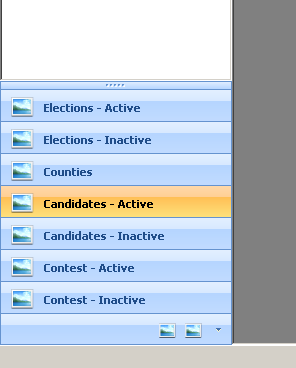 Elections - Active
Elections - Inactive
Counties
Candidates - Active
Candidates - Inactive
Contest - Active
Contest - Inactive